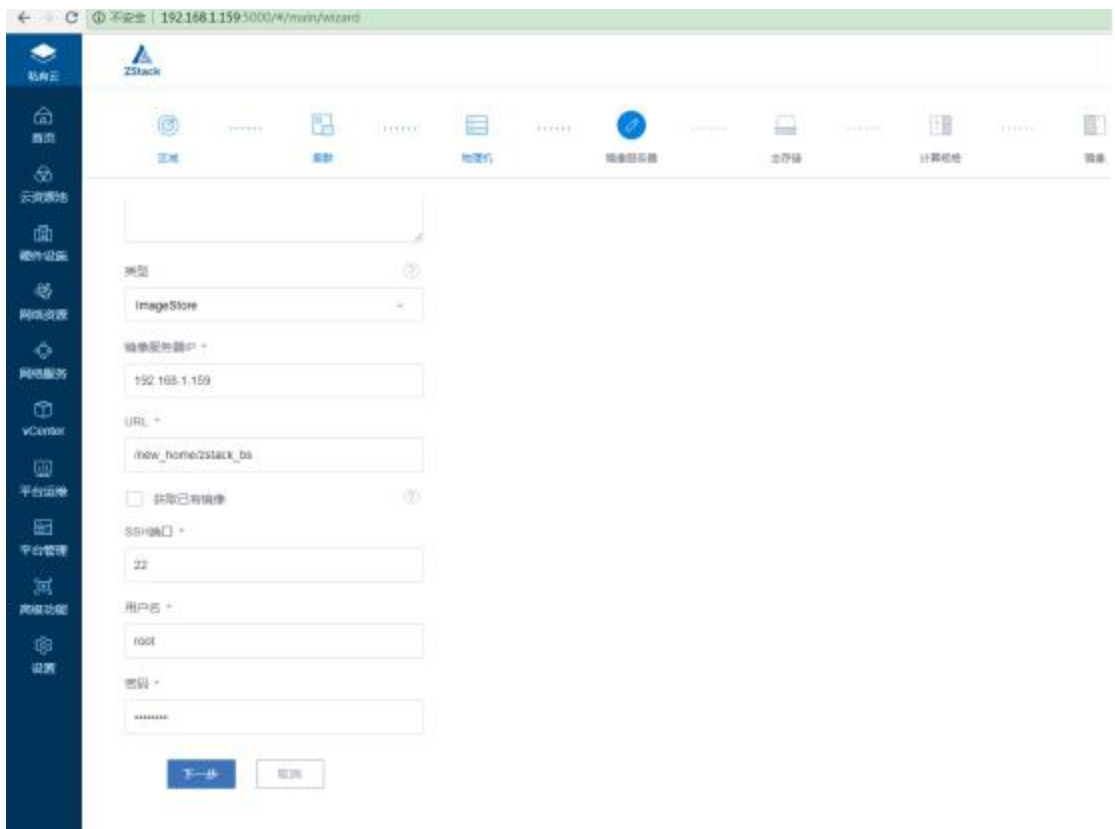 不安全 | 192.168.1.159:5000/#/main/wizard
私有云
ZStack
首页
云资源池
硬件设施
网络资源
网络服务
vCenter
平台运维
平台管理
高级功能
设置
区域 ...... 集群 ...... 物理机 ...... 镜像服务器 ...... 主存储 ...... 计算规格 ...... 镜像
类型
ImageStore
镜像服务器IP *
192.168.1.159
URL *
/new_home/zstack_bs
获取已有镜像
SSH端口 *
22
用户名 *
root
密码 *
••••••••
下一步 取消